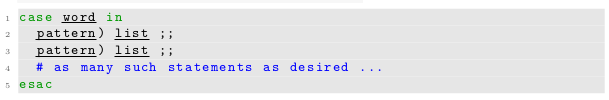 1 case word in
2 pattern) list ;;
3 pattern) list ;;
4 # as many such statements as desired ...
5 esac